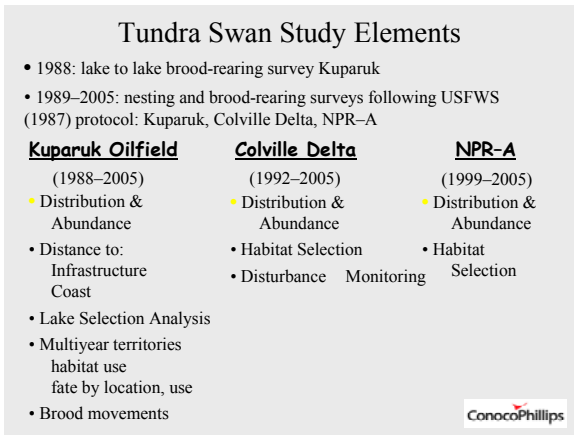 Tundra Swan Study Elements
• 1988: lake to lake brood-rearing survey Kuparuk
• 1989–2005: nesting and brood-rearing surveys following USFWS
(1987) protocol: Kuparuk, Colville Delta, NPR–A
Kuparuk Oilfield
(1988–2005)
• Distribution &
Abundance
• Distance to:
Infrastructure
Coast
• Lake Selection Analysis
• Multiyear territories
habitat use
fate by location, use
• Brood movements
Colville Delta
(1992–2005)
• Distribution &
Abundance
• Habitat Selection
• Disturbance Monitoring
NPR–A
(1999–2005)
• Distribution &
Abundance
• Habitat
Selection
ConocoPhillips